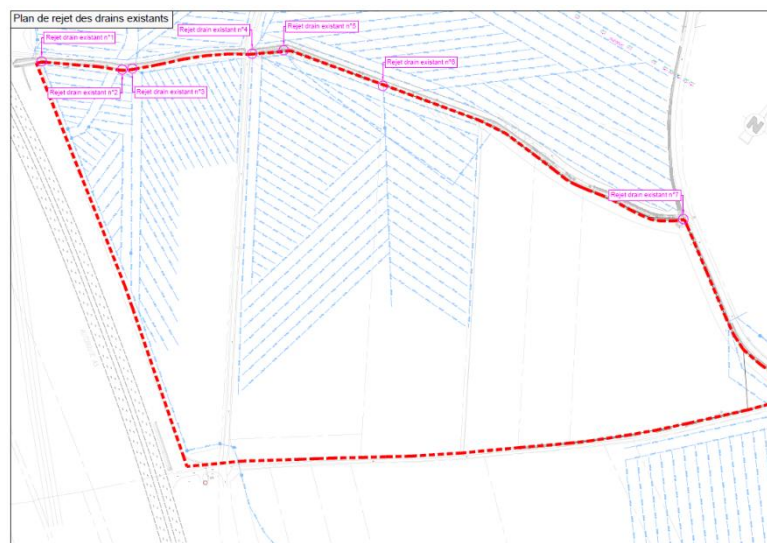 Plan de rejet des drains existants
Rejet drain existant n°1
Rejet drain existant n°4
Rejet drain existant n°5
Rejet drain existant n°6
Rejet drain existant n°2
Rejet drain existant n°3
Rejet drain existant n°7
N